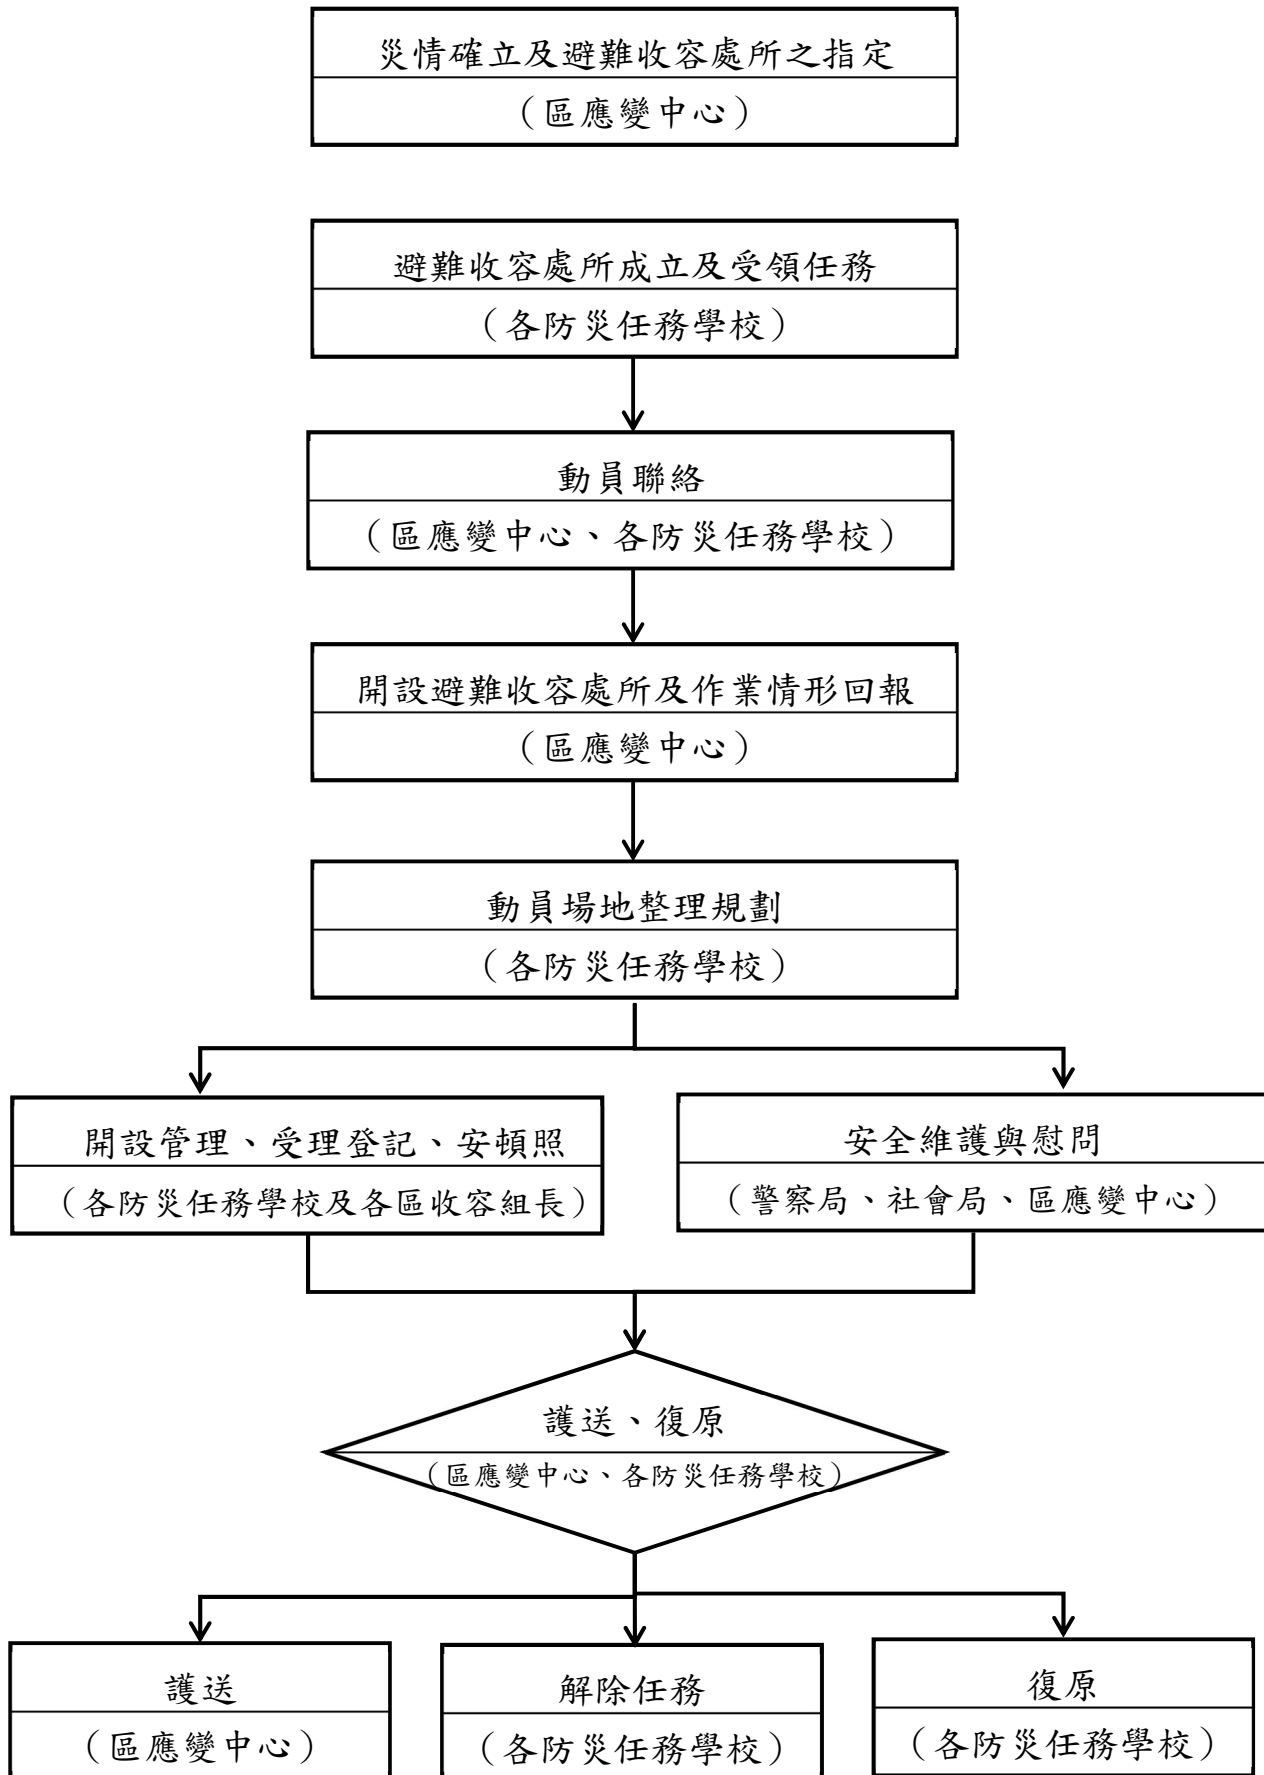 災情確立及避難收容處所之指定
（區應變中心）
避難收容處所成立及受領任務
（各防災任務學校）
動員聯絡
（區應變中心、各防災任務學校）
開設避難收容處所及作業情形回報
（區應變中心）
動員場地整理規劃
（各防災任務學校）
開設管理、受理登記、安頓照
（各防災任務學校及各區收容組長）
安全維護與慰問
（警察局、社會局、區應變中心）
護送、復原
（區應變中心、各防災任務學校）
護送
（區應變中心）
解除任務
（各防災任務學校）
復原
（各防災任務學校）